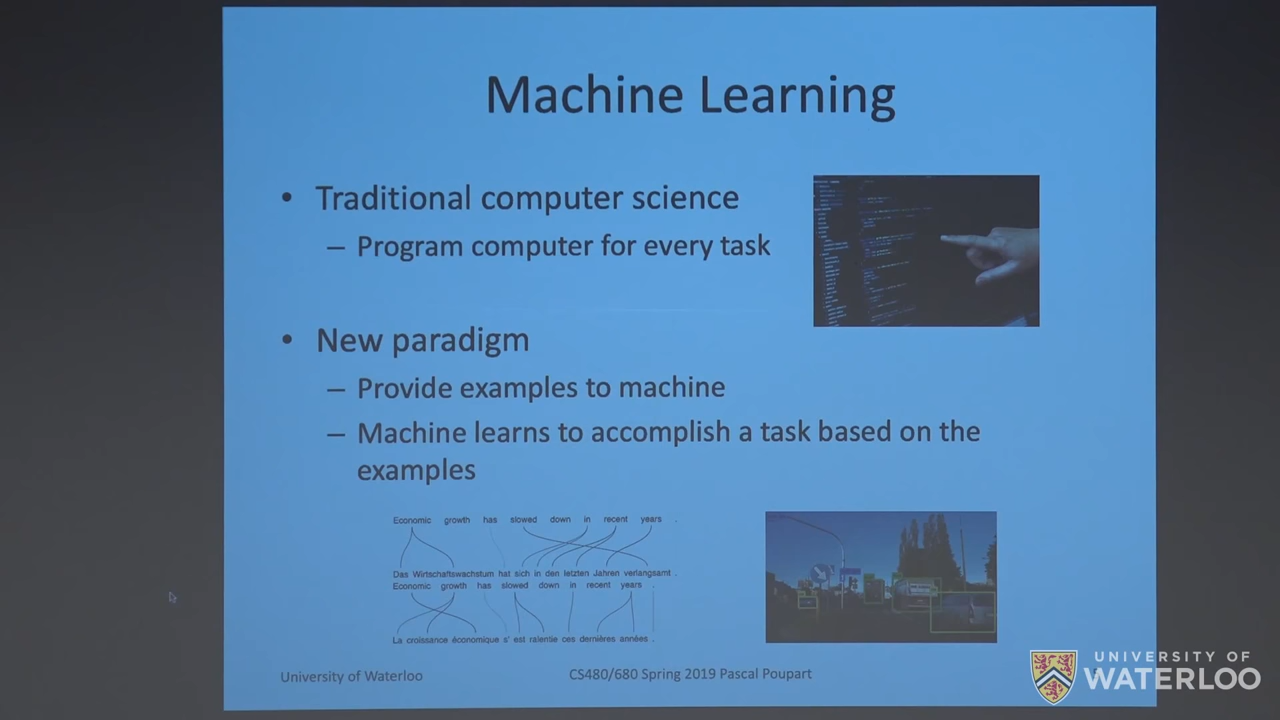 Machine Learning
• Traditional computer science
– Program computer for every task
• New paradigm
– Provide examples to machine
– Machine learns to accomplish a task based on the
examples
Economic growth has slowed down in recent years .
Das Wirtschaftswachstum hat sich in den letzten Jahren verlangsamt .
Economic growth has slowed down in recent years .
La croissance économique s' est ralentie ces dernières années .
University of Waterloo
CS480/680 Spring 2019 Pascal Poupart
UNIVERSITY OF
WATERLOO